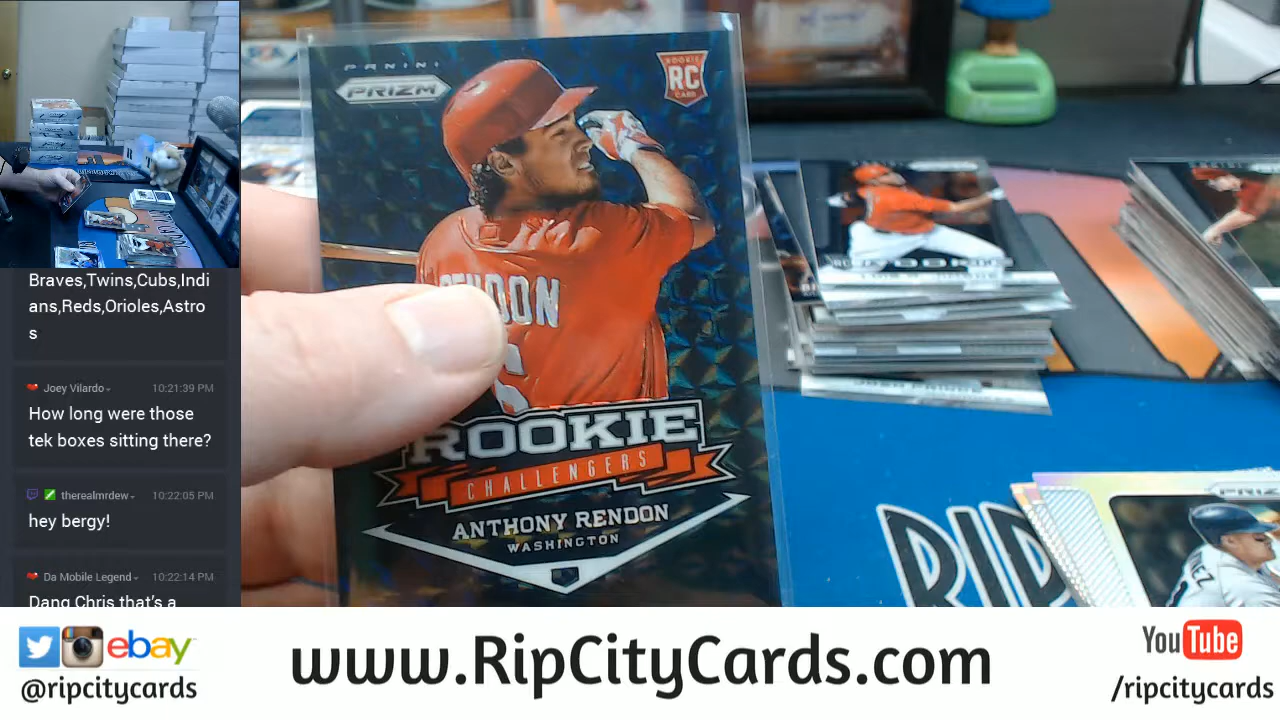 Braves,Twins,Cubs,Indi
ans,Reds,Orioles,Astro
s
Joey Vilardo
10:21:39 PM
How long were those
tek boxes sitting there?
therealmrdew
10:22:05 PM
hey bergy!
Da Mobile Legend
10:22:14 PM
Dang Chris that's a
PANINI
PRIZM
ROOKIE
RC
CARD
ROOKIE
CHALLENGERS
ANTHONY RENDON
WASHINGTON
RIP
ebay
@ripcitycards
www.RipCityCards.com
YouTube
/ripcitycards